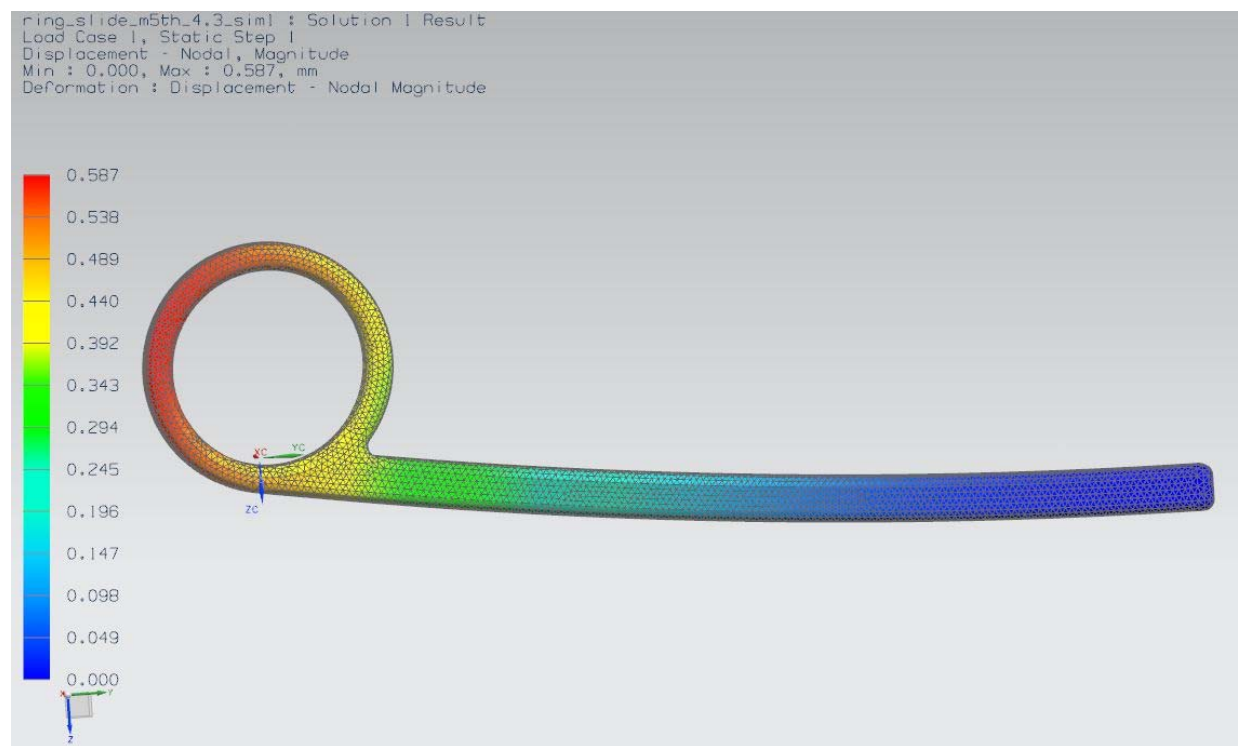 ring_slide_m5th_4.3_sim1 : Solution 1 Result
Load Case 1, Static Step 1
Displacement - Nodal, Magnitude
Min : 0.000, Max : 0.587, mm
Deformation : Displacement - Nodal Magnitude
0.587
0.538
0.489
0.440
0.392
0.343
0.294
0.245
0.196
0.147
0.098
0.049
0.000
XC
YC
ZC
X
Y
Z